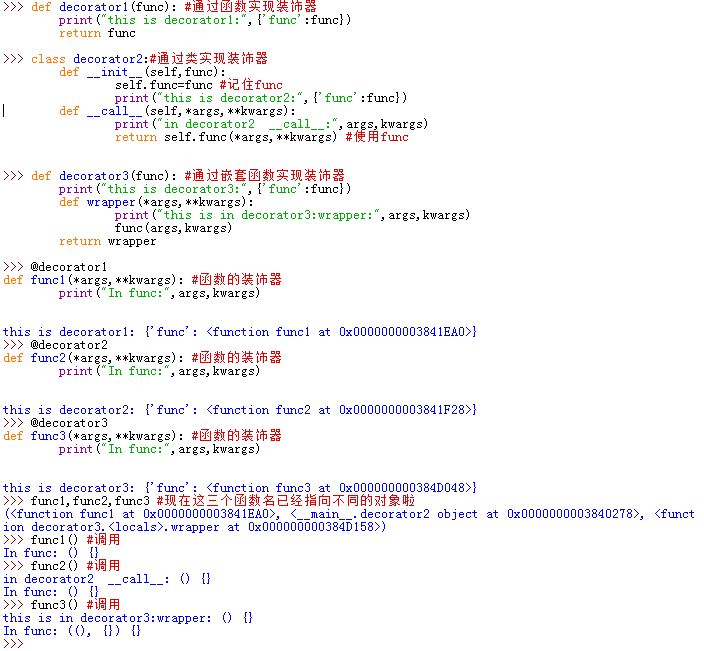 >>> def decorator1(func): #通过函数实现装饰器
        print("this is decorator1:",{'func':func})
        return func

>>> class decorator2:#通过类实现装饰器
        def __init__(self,func):
                self.func=func #记住func
                print("this is decorator2:",{'func':func})
        def __call__(self,*args,**kwargs):
                print("in decorator2  __call__:",args,kwargs)
                return self.func(*args,**kwargs) #使用func

>>> def decorator3(func): #通过嵌套函数实现装饰器
        print("this is decorator3:",{'func':func})
        def wrapper(*args,**kwargs):
                print("this is in decorator3:wrapper:",args,kwargs)
                func(args,kwargs)
        return wrapper

>>> @decorator1
def func1(*args,**kwargs): #函数的装饰器
        print("In func:",args,kwargs)

this is decorator1: {'func': <function func1 at 0x0000000003841EA0>}
>>> @decorator2
def func2(*args,**kwargs): #函数的装饰器
        print("In func:",args,kwargs)

this is decorator2: {'func': <function func2 at 0x0000000003841F28>}
>>> @decorator3
def func3(*args,**kwargs): #函数的装饰器
        print("In func:",args,kwargs)

this is decorator3: {'func': <function func3 at 0x000000000384D048>}
>>> func1,func2,func3 #现在这三个函数名已经指向不同的对象啦
(<function func1 at 0x0000000003841EA0>, <__main__.decorator2 object at 0x0000000003840278>, <funct
ion decorator3.<locals>.wrapper at 0x000000000384D158>)
>>> func1() #调用
In func: () {}
>>> func2() #调用
in decorator2  __call__: () {}
In func: () {}
>>> func3() #调用
this is in decorator3:wrapper: () {}
In func: ((), {}) {}
>>>